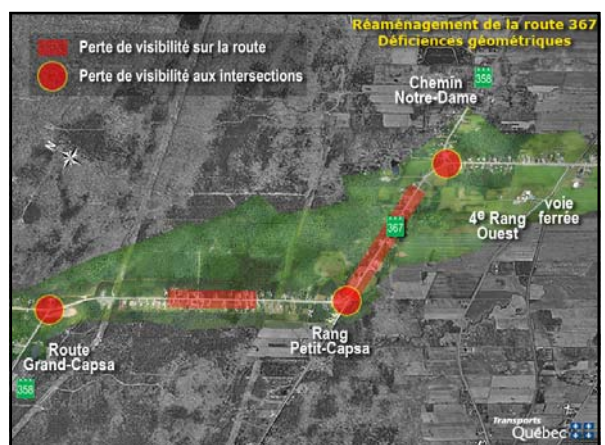 Réaménagement de la route 367
Déficiences géométriques
Perte de visibilité sur la route
Perte de visibilité aux intersections
Chemin
Notre-Dame
358
N
4e Rang
Ouest
voie
ferrée
367
Rang
Petit-Capsa
Route
Grand-Capsa
358
Transports
Québec